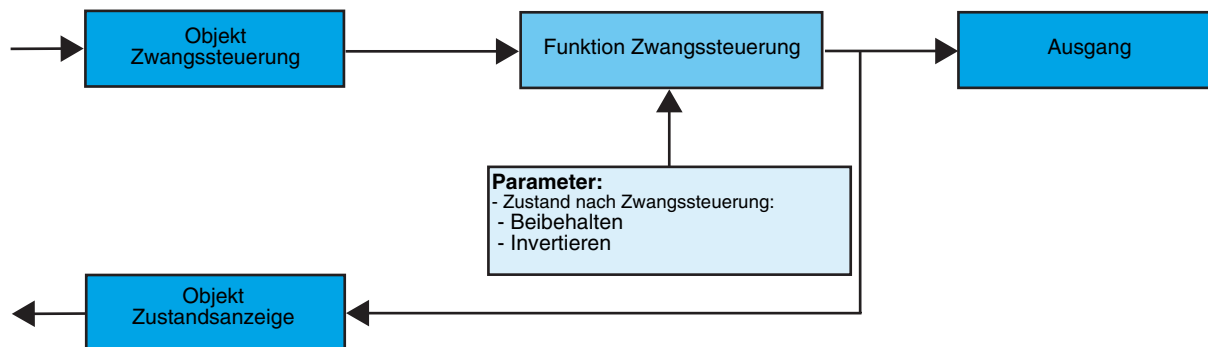 Objekt
Zwangssteuerung
Funktion Zwangssteuerung
Ausgang
Parameter:
- Zustand nach Zwangssteuerung:
- Beibehalten
- Invertieren
Objekt
Zustandsanzeige